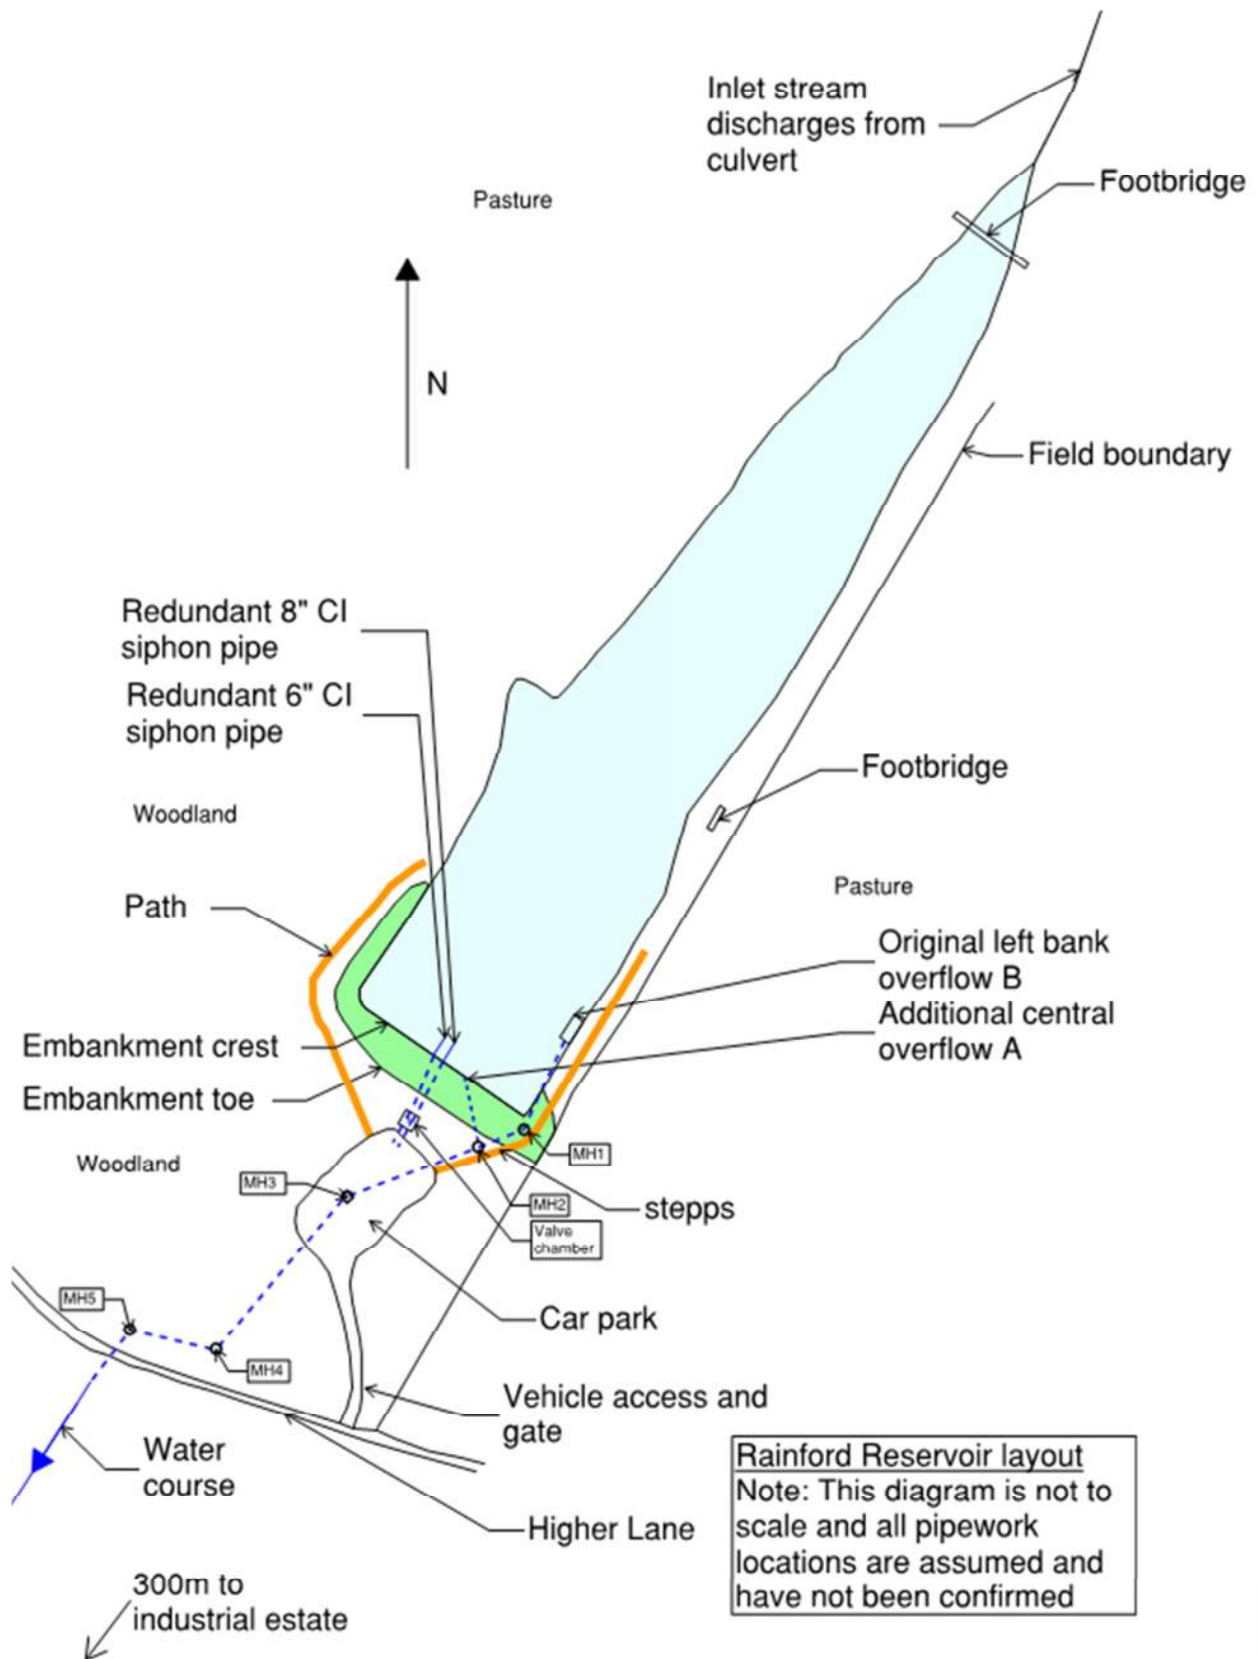 Inlet stream
discharges from
culvert
Footbridge
Pasture
N
Field boundary
Redundant 8" CI
siphon pipe
Redundant 6" CI
siphon pipe
Footbridge
Woodland
Pasture
Path
Original left bank
overflow B
Additional central
overflow A
Embankment crest
Embankment toe
Woodland
MH1
MH3
MH2
stepps
Valve
chamber
MH5
Car park
MH4
Vehicle access and
gate
Water
course
Higher Lane
Rainford Reservoir layout
Note: This diagram is not to
scale and all pipework
locations are assumed and
have not been confirmed
300m to
industrial estate